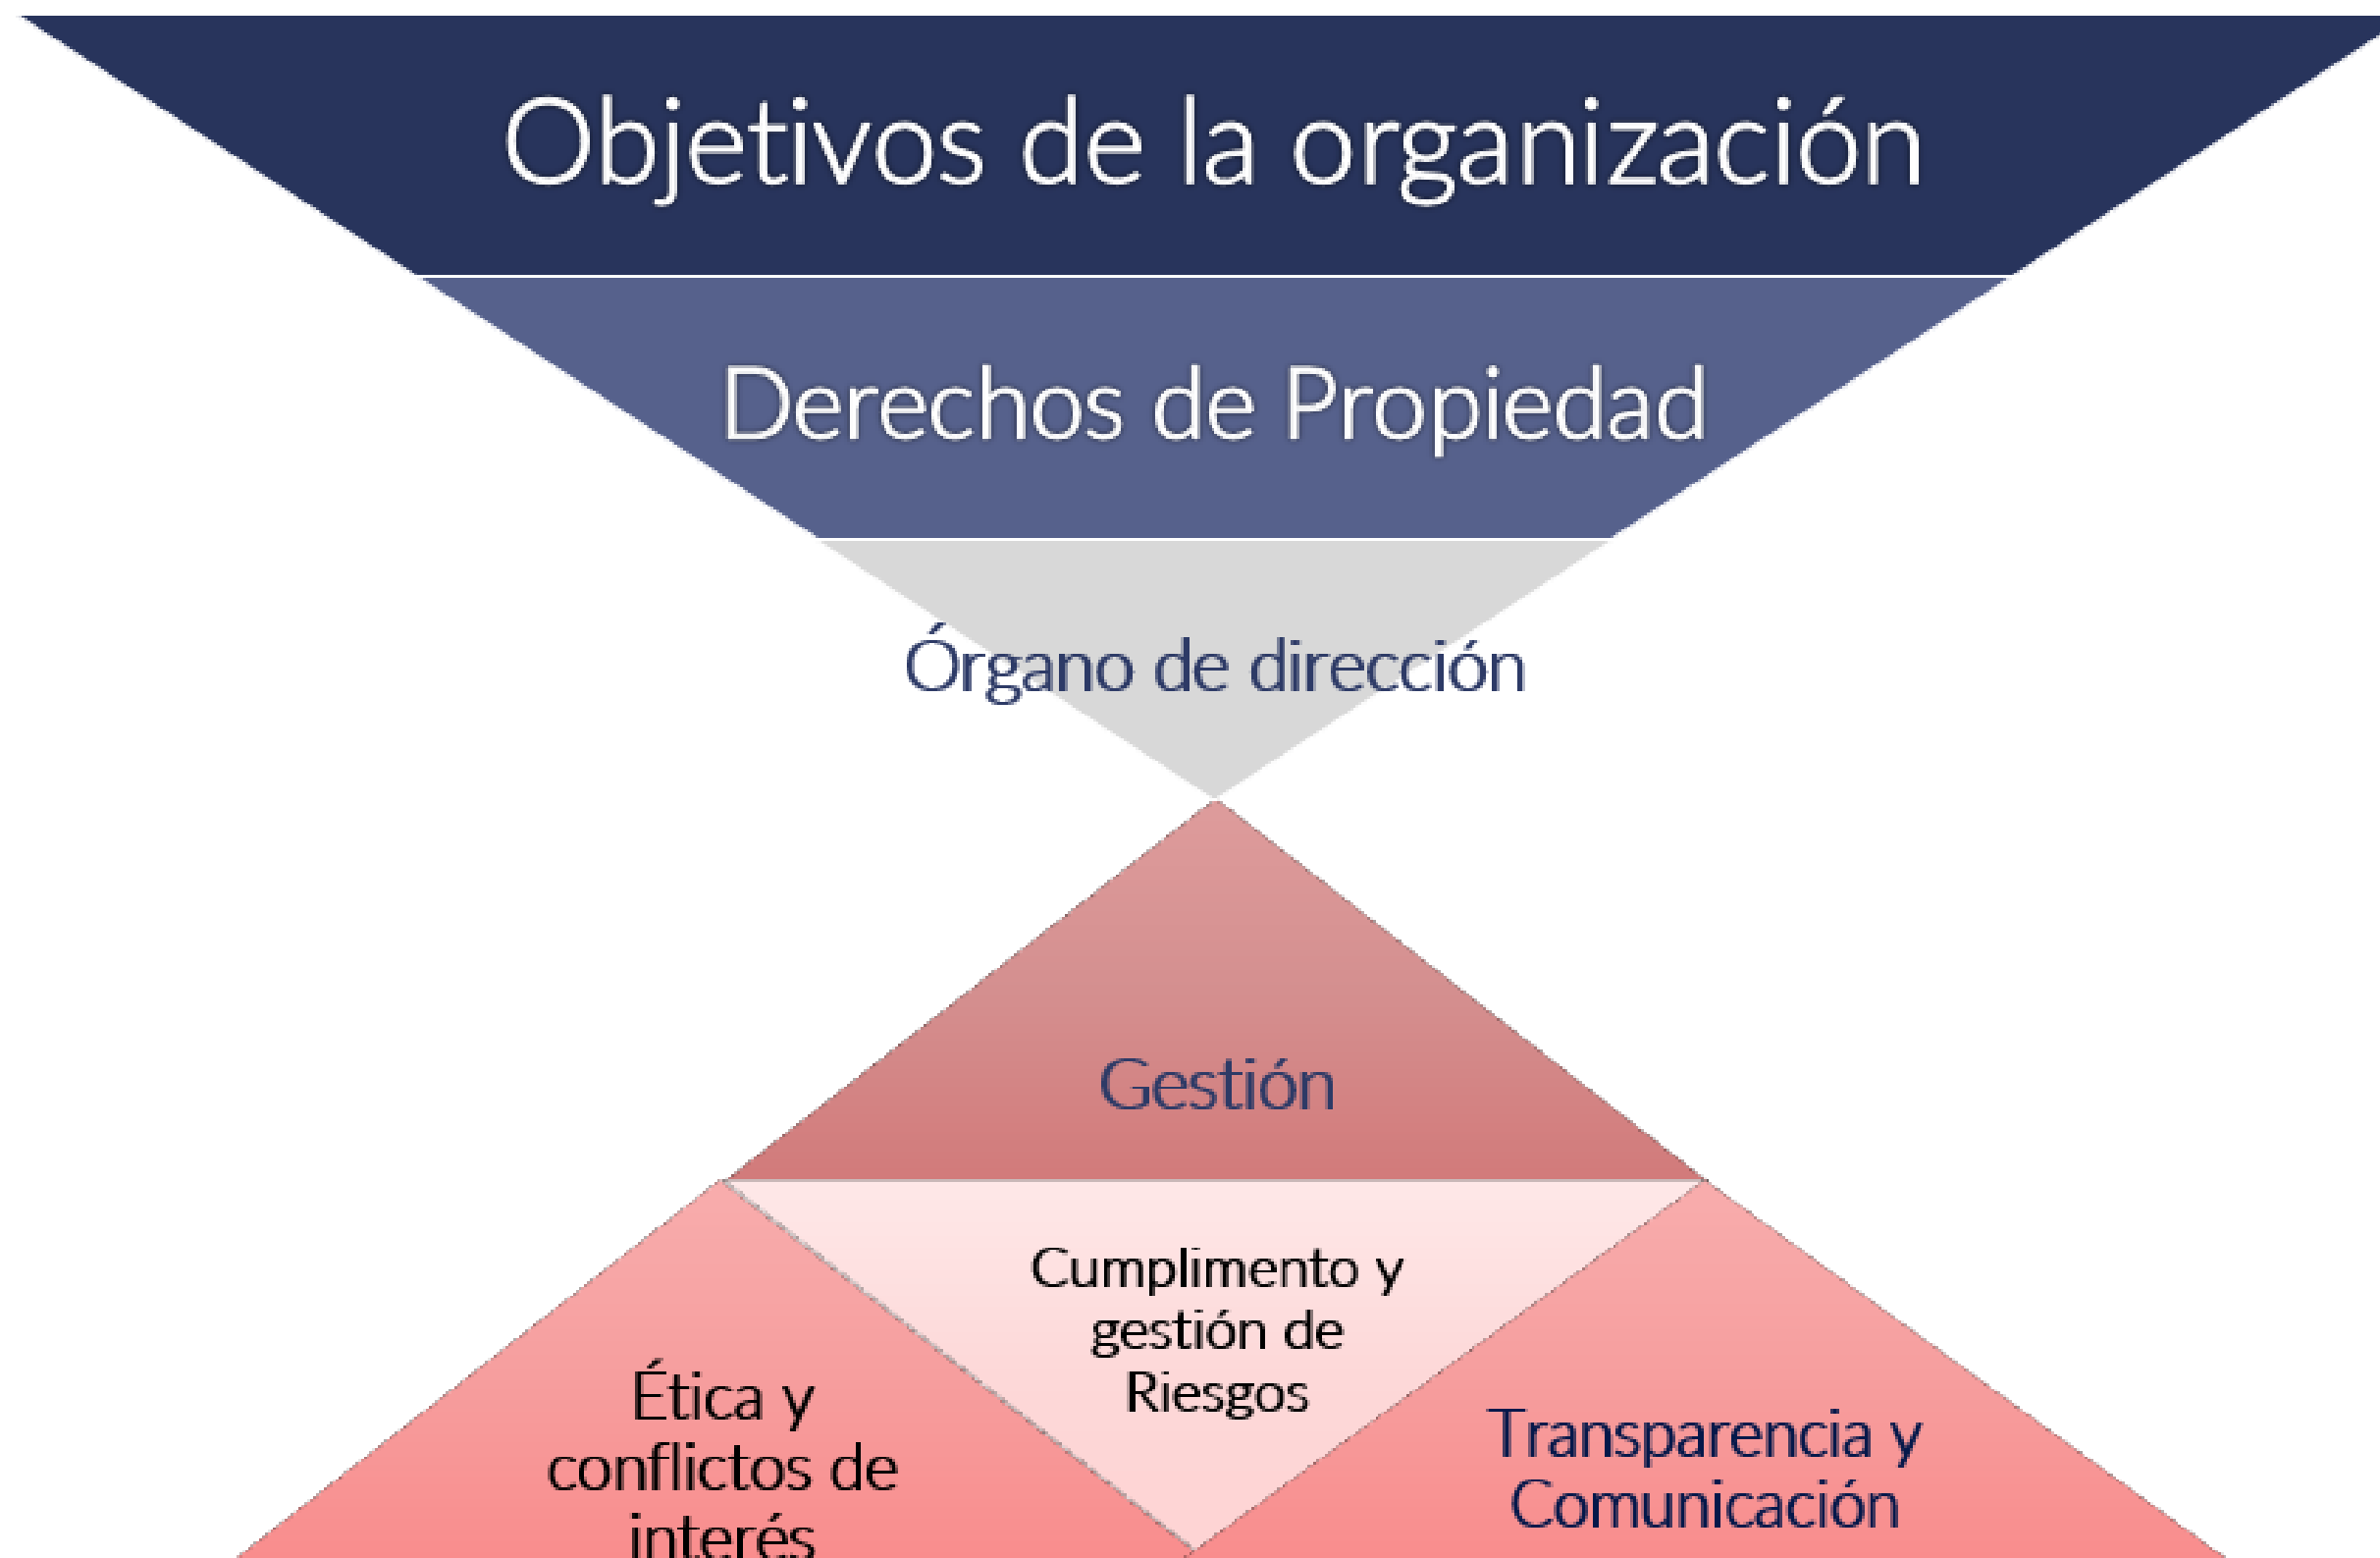 Objetivos de la organización
Derechos de Propiedad
Órgano de dirección
Gestión
Cumplimento y
gestión de
Riesgos
Ética y
conflictos de
interés
Transparencia y
Comunicación